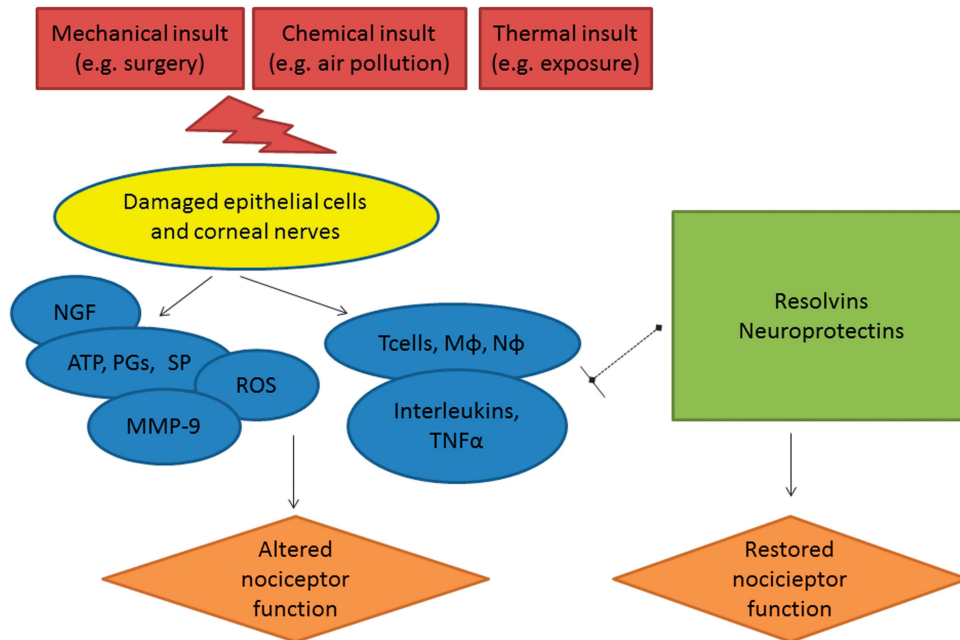 Mechanical insult
(e.g. surgery)
Chemical insult
(e.g. air pollution)
Thermal insult
(e.g. exposure)
Damaged epithelial cells
and corneal nerves
NGF
ATP, PGs, SP
ROS
MMP-9
Tcells, Mϕ, Nϕ
Interleukins,
TNFα
Resolvins
Neuroprotectins
Altered
nociceptor
function
Restored
nocicieptor
function